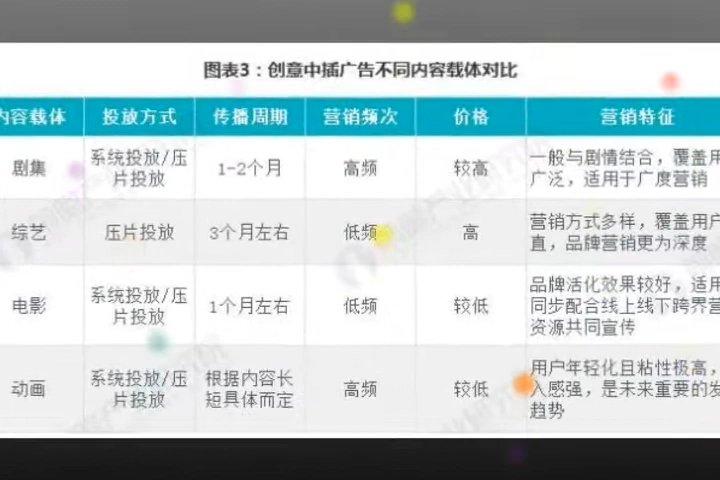 图表3：创意中插广告不同内容载体对比
内容载体 投放方式 传播周期 营销频次 价格 营销特征
剧集 系统投放/压片投放 1-2个月 高频 较高 一般与剧情结合，覆盖用
广泛，适用于广度营销
综艺 压片投放 3个月左右 低频 高 营销方式多样，覆盖用户
直，品牌营销更为深度
电影 系统投放/压片投放 1个月左右 低频 较低 品牌活化效果较好，适用
同步配合线上线下跨界营
资源共同宣传
动画 系统投放/压片投放 根据内容长短具体而定 高频 较低 用户年轻化且粘性极高，
入感强，是未来重要的发
趋势